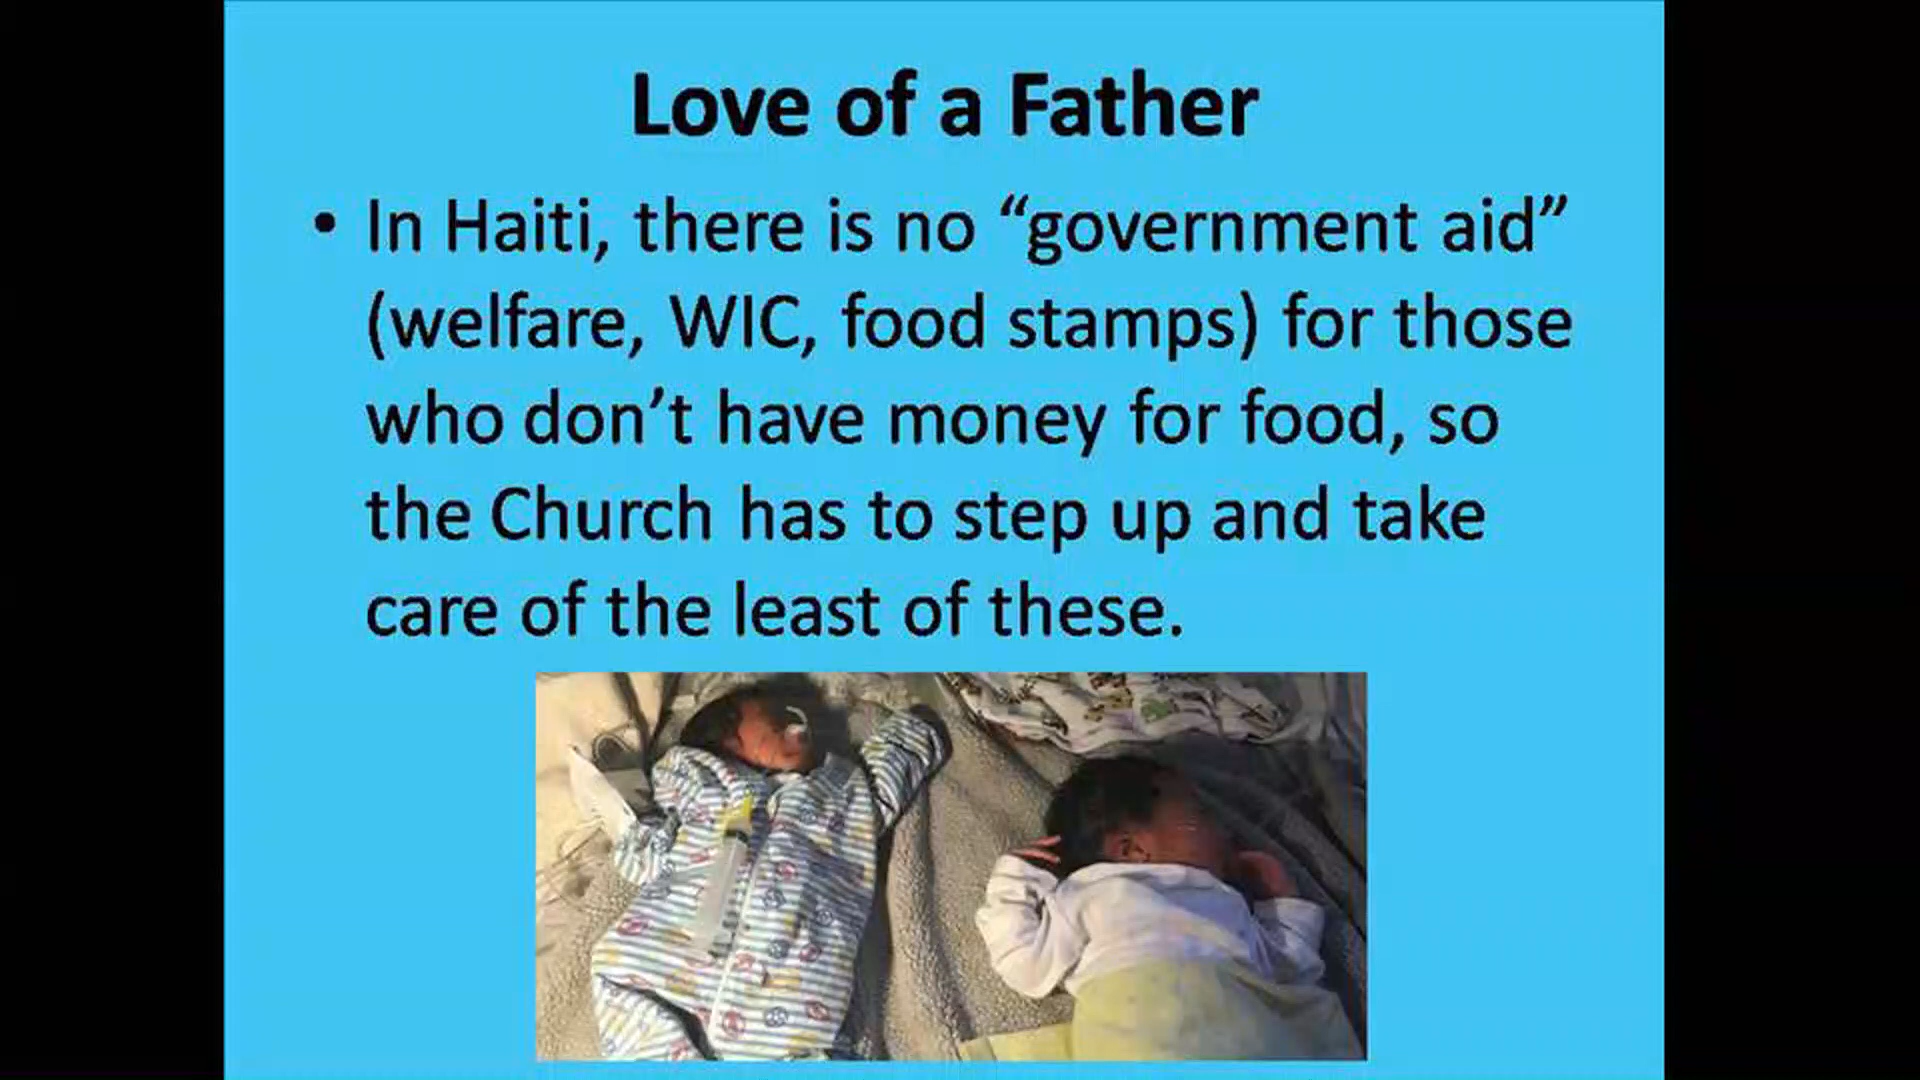 Love of a Father
• In Haiti, there is no “government aid”
(welfare, WIC, food stamps) for those
who don’t have money for food, so
the Church has to step up and take
care of the least of these.